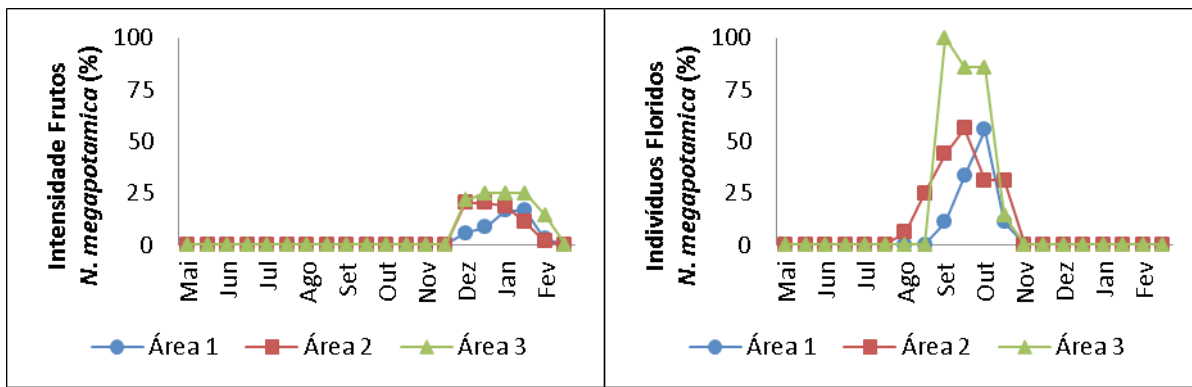 Intensidade Frutos
N. megapotamica (%)
100
75
50
25
0
Mai
Jun
Jul
Ago
Set
Out
Nov
Dez
Jan
Fev
Área 1
Área 2
Área 3
Indivíduos Floridos
N. megapotamica (%)
100
75
50
25
0
Mai
Jun
Jul
Ago
Set
Out
Nov
Dez
Jan
Fev
Área 1
Área 2
Área 3